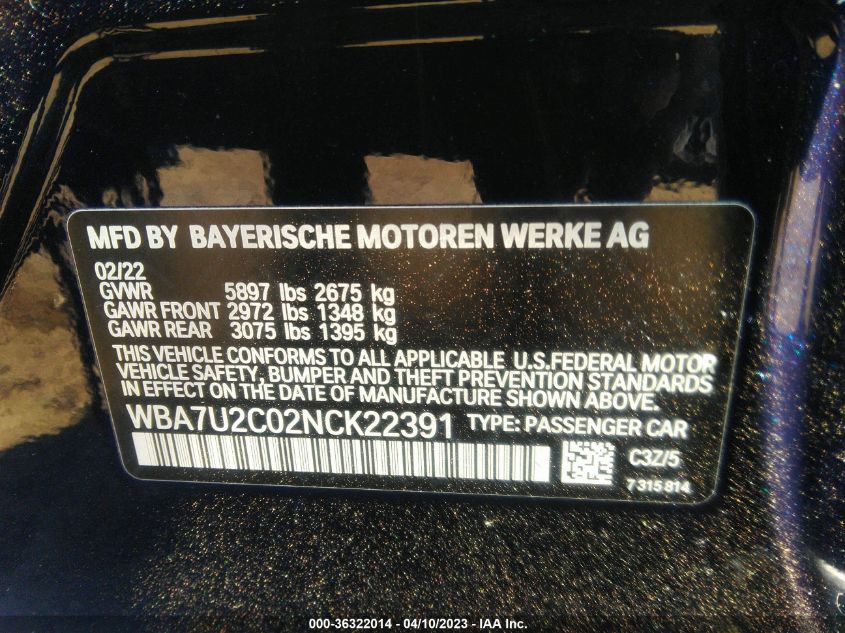 MFD BY BAYERISCHE MOTOREN WERKE AG
02/22
GVWR 5897 lbs 2675 kg
GAWR FRONT 2972 lbs 1348 kg
GAWR REAR 3075 lbs 1395 kg
THIS VEHICLE CONFORMS TO ALL APPLICABLE U.S.FEDERAL MOTOR
VEHICLE SAFETY, BUMPER AND THEFT PREVENTION STANDARDS
IN EFFECT ON THE DATE OF MANUFACTURE SHOWN ABOVE.
WBA7U2C02NCK22391 TYPE: PASSENGER CAR
C3Z/5
7 315 814
000-36322014 - 04/10/2023 - IAA Inc.